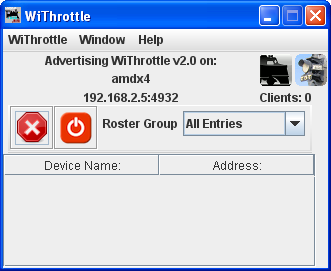 WiThrottle
WiThrottle Window Help
Advertising WiThrottle v2.0 on:
amdx4
192.168.2.5:4932
Clients: 0
Roster Group All Entries
Device Name: Address: